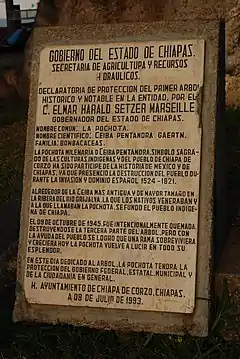 GOBIERNO DEL ESTADO DE CHIAPAS.
SECRETARIA DE AGRICULTURA Y RECURSOS
HIDRAULICOS.
DECLARATORIA DE PROTECCION DEL PRIMER ARBOL
HISTORICO Y NOTABLE EN LA ENTIDAD, POR EL
C. ELMAR HARALD SETZER MARSEILLE
GOBERNADOR DEL ESTADO DE CHIAPAS.
NOMBRE COMUN: LA POCHOTA.
NOMBRE CIENTIFICO: CEIBA PENTANDRA GAERTN.
FAMILIA: BOMBACACEAS.
LA POCHOTA MILENARIA CEIBA PENTANDRA, SIMBOLO SAGRA-
DO DE LAS CULTURAS INDIGENAS Y DEL PUEBLO DE CHIAPA DE
CORZO HA SIDO PARTICIPE DE LA HISTORIA DE MEXICO Y DE
CHIAPAS, YA QUE PRESENCIO LA DESTRUCCION DEL PUEBLO DU-
RANTE LA INVASION Y DOMINIO ESPAÑOL 1524-1821.
ALREDEDOR DE LA CEIBA MAS ANTIGUA Y DE MAYOR TAMAÑO EN
LA RIBERA DEL RIO GRIJALVA, LA QUE LOS NATIVOS VENERABAN Y
A LA QUE LLAMABAN LA POCHOTA, SE FUNDO EL PUEBLO INDIGE-
NA DE CHIAPA.
EL 09 DE OCTUBRE DE 1945, FUE INTENCIONALMENTE QUEMADA
DESTRUYENDOLE LA TERCERA PARTE DEL ARBOL, PERO CON
LA AYUDA DEL PUEBLO SE LOGRO QUE UNA RAMA SOBREVIVIERA
Y CRECIERA HOY LA POCHOTA VUELVE A LUCIR EN TODO SU
ESPLENDOR.
EN ESTE DIA DEDICADO AL ARBOL, LA POCHOTA TENDRA LA
PROTECCION DEL GOBIERNO FEDERAL, ESTATAL, MUNICIPAL Y
DE LA CIUDADANIA EN GENERAL.
H. AYUNTAMIENTO DE CHIAPA DE CORZO, CHIAPAS,
A 08 DE JULIO DE 1993.